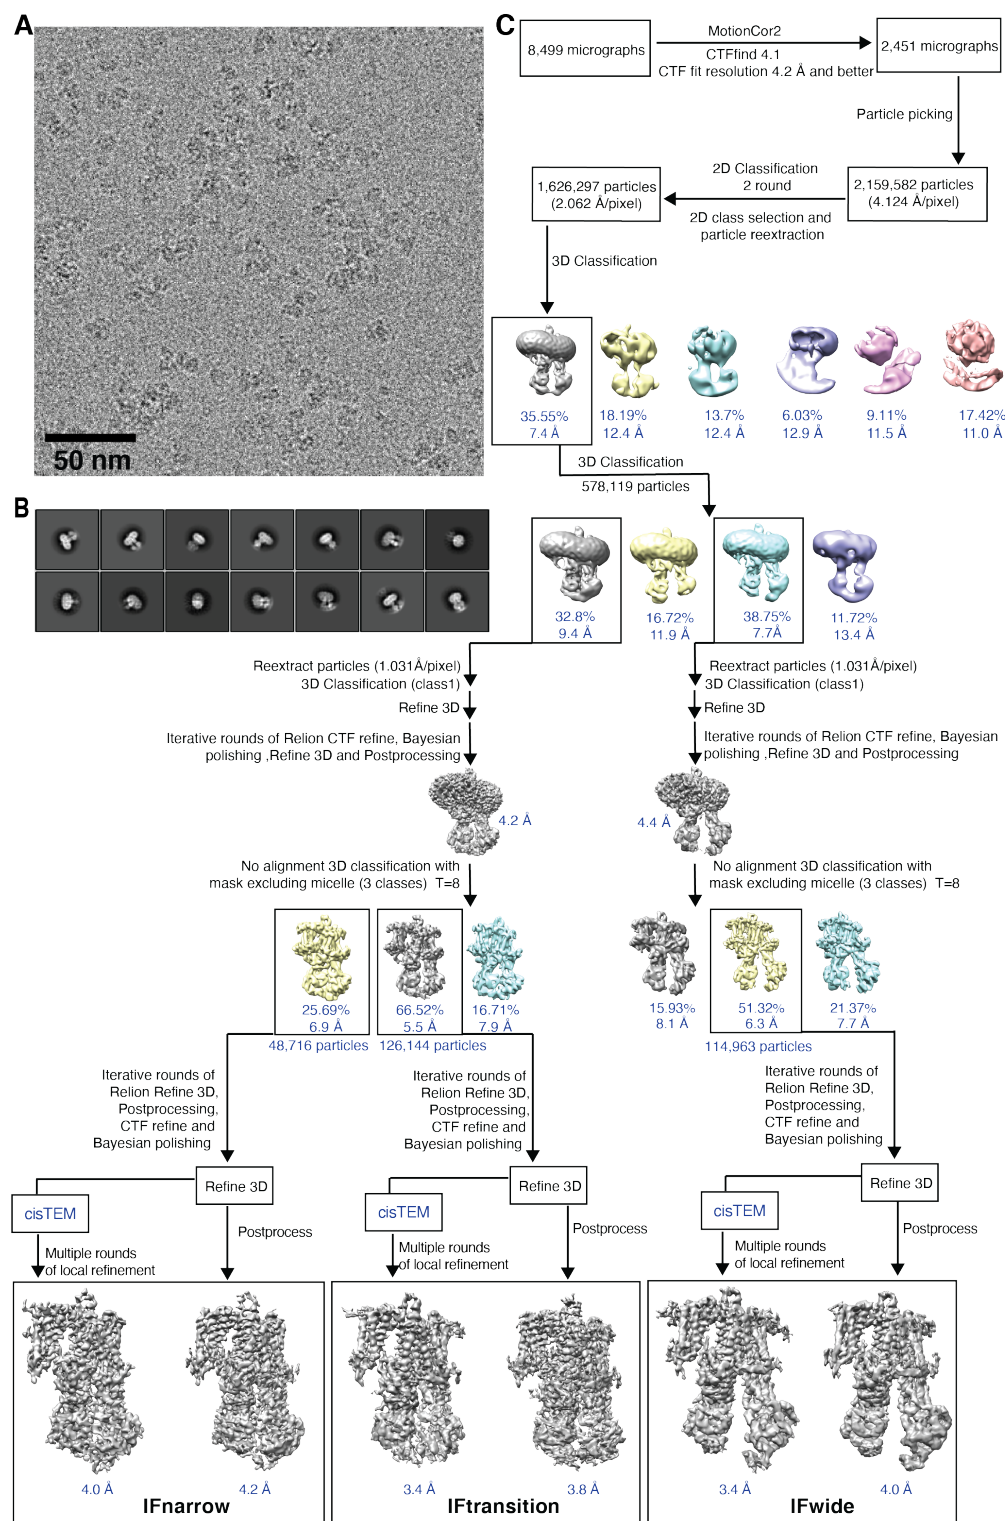 A
50 nm
B
C
8,499 micrographs
MotionCor2
CTFfind 4.1
CTF fit resolution 4.2 Å and better
2,451 micrographs
Particle picking
2,159,582 particles
(4.124 Å/pixel)
2D Classification
2 round
2D class selection and
particle reextraction
1,626,297 particles
(2.062 Å/pixel)
3D Classification
35.55%
7.4 Å
18.19%
12.4 Å
13.7%
12.4 Å
6.03%
12.9 Å
9.11%
11.5 Å
17.42%
11.0 Å
3D Classification
578,119 particles
32.8%
9.4 Å
16.72%
11.9 Å
38.75%
7.7Å
11.72%
13.4 Å
Reextract particles (1.031Å/pixel)
3D Classification (class1)
Refine 3D
Iterative rounds of Relion CTF refine, Bayesian
polishing ,Refine 3D and Postprocessing
4.2 Å
No alignment 3D classification with
mask excluding micelle (3 classes) T=8
Reextract particles (1.031Å/pixel)
3D Classification (class1)
Refine 3D
Iterative rounds of Relion CTF refine, Bayesian
polishing ,Refine 3D and Postprocessing
4.4 Å
No alignment 3D classification with
mask excluding micelle (3 classes) T=8
25.69%
6.9 Å
48,716 particles
66.52%
5.5 Å
126,144 particles
16.71%
7.9 Å
15.93%
8.1 Å
51.32%
6.3 Å
114,963 particles
21.37%
7.7 Å
Iterative rounds of
Relion Refine 3D,
Postprocessing,
CTF refine and
Bayesian polishing
Refine 3D
cisTEM
Postprocess
Multiple rounds
of local refinement
4.0 Å
4.2 Å
IFnarrow
Iterative rounds of
Relion Refine 3D,
Postprocessing,
CTF refine and
Bayesian polishing
Refine 3D
cisTEM
Postprocess
Multiple rounds
of local refinement
3.4 Å
3.8 Å
IFtransition
Iterative rounds of
Relion Refine 3D,
Postprocessing,
CTF refine and
Bayesian polishing
Refine 3D
cisTEM
Postprocess
Multiple rounds
of local refinement
3.4 Å
4.0 Å
IFwide